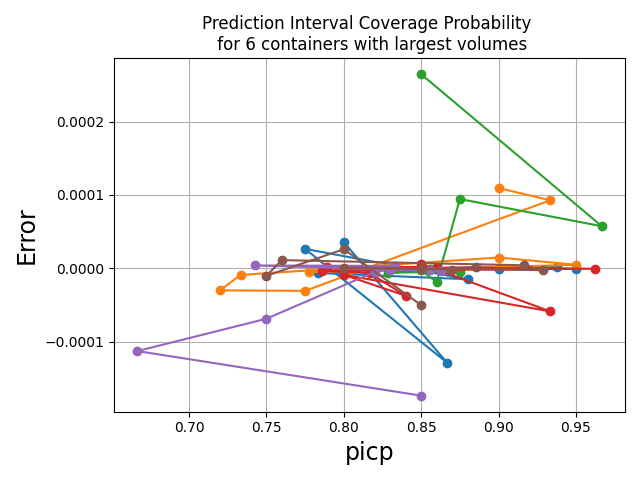 Prediction Interval Coverage Probability
for 6 containers with largest volumes
Error
0.0002
0.0001
0.0000
−0.0001
0.70 0.75 0.80 0.85 0.90 0.95
picp